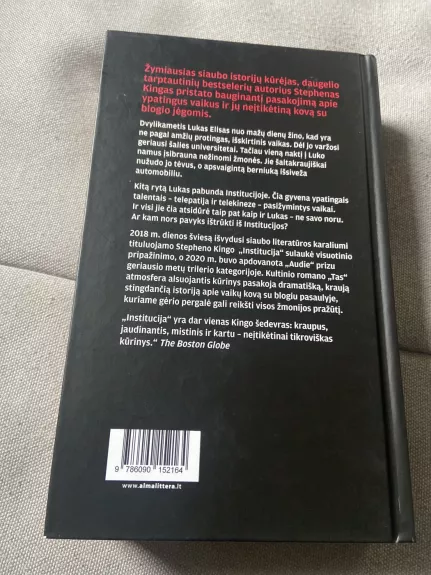 Žymiausias siaubo istorijų kūrėjas, daugelio
tarptautinių bestselerių autorius Stephenas
Kingas pristato bauginantį pasakojimą apie
ypatingus vaikus ir jų neįtikėtiną kovą su
blogio jėgomis.
Dvylikametis Lukas Elisas nuo mažų dienų žino, kad yra
ne pagal amžių protingas, išskirtinis vaikas. Dėl jo varžosi
geriausi šalies universitetai. Tačiau vieną naktį į Luko
namus įsibrauna nežinomi žmonės. Jie šaltakraujiškai
nužudo jo tėvus, o apsvaigintą berniuką išsiveža
automobiliu.
Kitą rytą Lukas pabunda Institucijoje. Čia gyvena ypatingais
talentais – telepatija ir telekineze – pasižymintys vaikai.
Ir visi jie čia atsidūrė taip pat kaip ir Lukas – ne savo noru.
Ar kam nors pavyks ištrūkti iš Institucijos?
2018 m. dienos šviesą išvydusi siaubo literatūros karaliumi
tituluojamo Stepheno Kingo „Institucija“ sulaukė visuotinio
pripažinimo, o 2020 m. buvo apdovanota „Audie“ prizu
geriausio metų trilerio kategorijoje. Kultinio romano „Tas“
atmosfera alsuojantis kūrinys pasakoja dramatišką, kraują
stingdančią istoriją apie vaikų kovą su blogiu pasaulyje,
kuriame gėrio pergalė gali reikšti visos žmonijos pražūtį.
„Institucija“ yra dar vienas Kingo šedevras: kraupus,
jaudinantis, mistinis ir kartu – neįtikėtinai tikroviškas
kūrinys.“ The Boston Globe
9 786090 152164
www.almalittera.lt